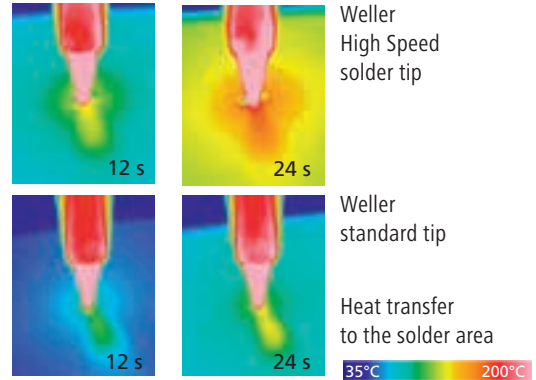 Weller
High Speed
solder tip
12 s
24 s
Weller
standard tip
Heat transfer
to the solder area
12 s
24 s
35°C
200°C